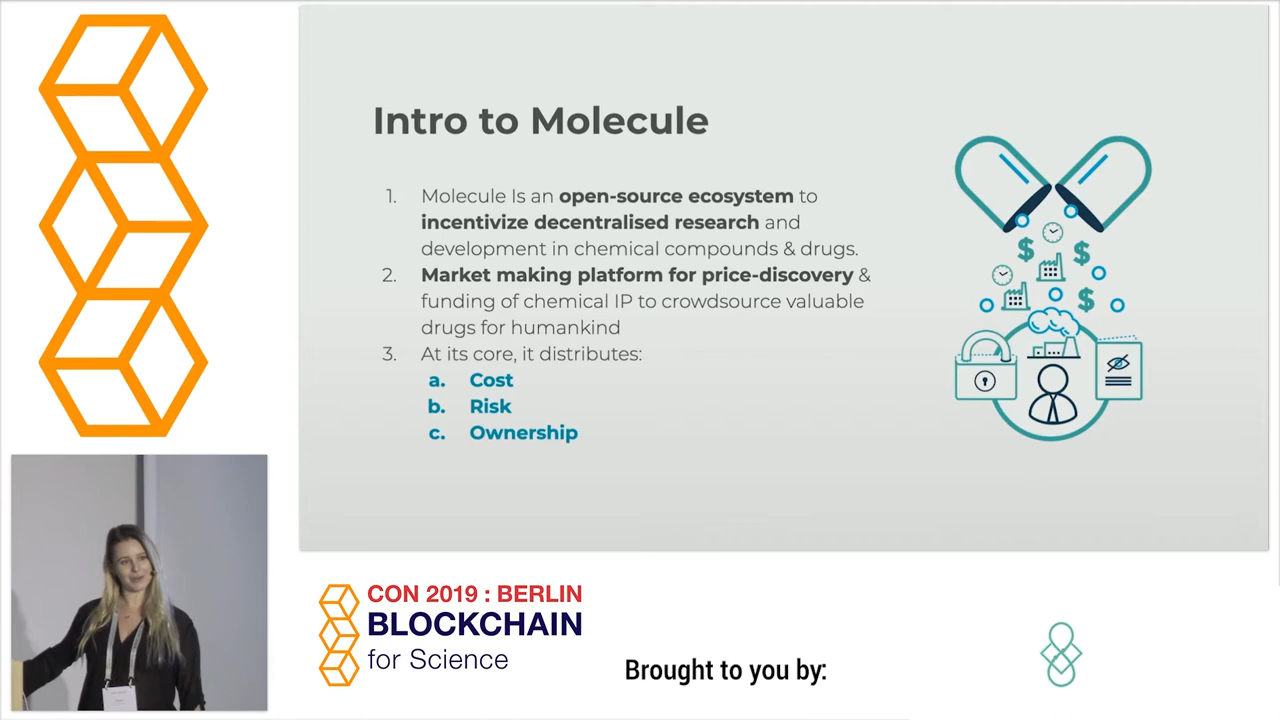 Intro to Molecule
1. Molecule Is an open-source ecosystem to
incentivize decentralised research and
development in chemical compounds & drugs.
2. Market making platform for price-discovery &
funding of chemical IP to crowdsource valuable
drugs for humankind
3. At its core, it distributes:
a. Cost
b. Risk
c. Ownership
$ $
$
CON 2019 : BERLIN
BLOCKCHAIN
for Science
Brought to you by: